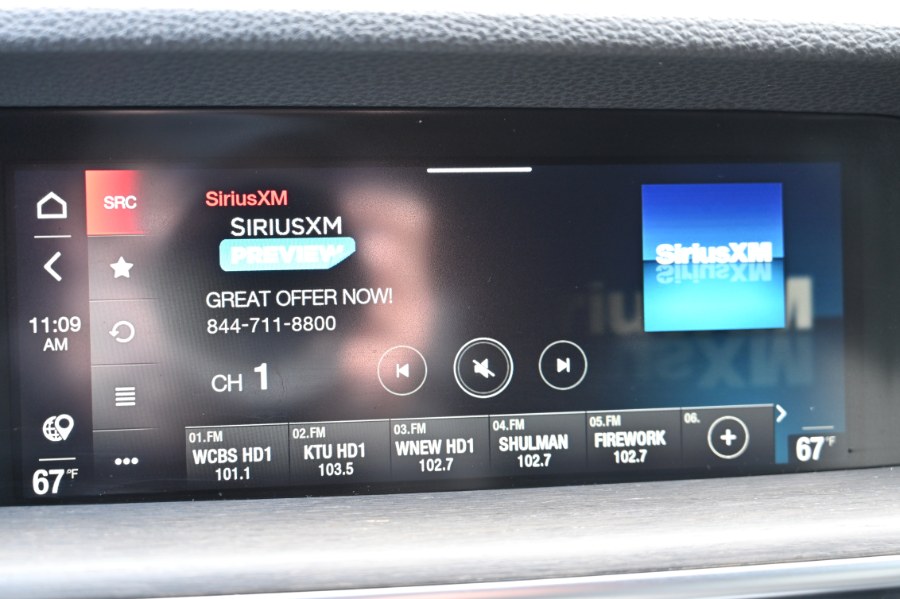 SRC
SiriusXM
SIRIUSXM
PREVIEW
GREAT OFFER NOW!
844-711-8800
CH 1
SiriusXM
11:09
AM
67°F
01.FM
WCBS HD1
101.1
02.FM
KTU HD1
103.5
03.FM
WNEW HD1
102.7
04.FM
SHULMAN
102.7
05.FM
FIREWORK
102.7
06.
67°F